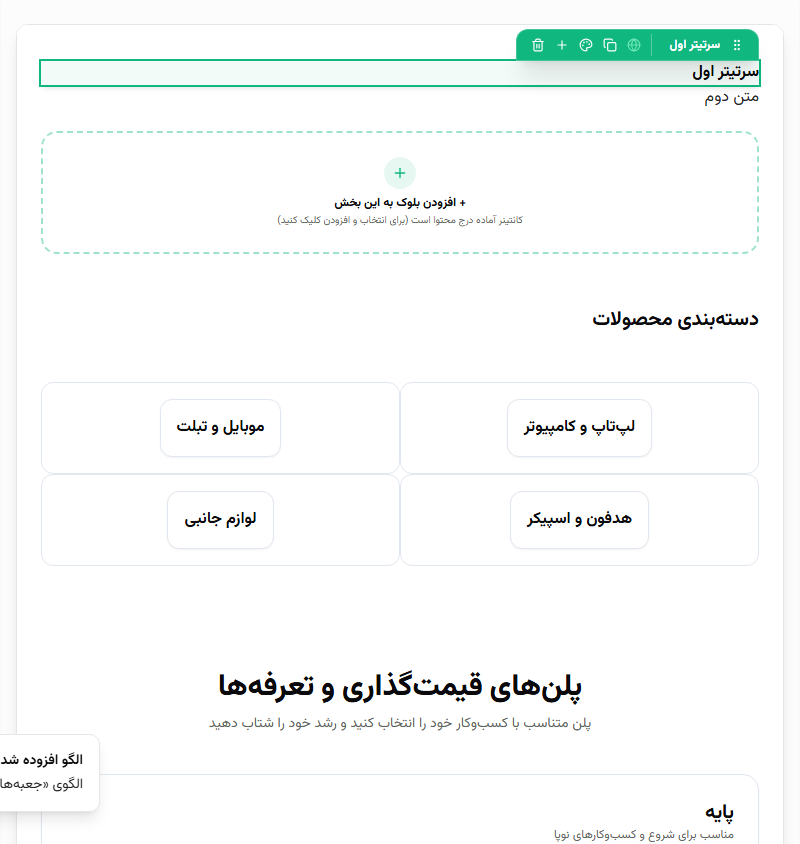 سرتیتر اول
سرتیتر اول
متن دوم
+ افزودن بلوک به این بخش
کانتینر آماده درج محتوا است (برای انتخاب و افزودن کلیک کنید)
دسته‌بندی محصولات
لپ‌تاپ و کامپیوتر
موبایل و تبلت
هدفون و اسپیکر
لوازم جانبی
پلن‌های قیمت‌گذاری و تعرفه‌ها
پلن متناسب با کسب‌وکار خود را انتخاب کنید و رشد خود را شتاب دهید
الگو افزوده شد
الگوی «جعبه‌ها
پایه
مناسب برای شروع و کسب‌وکارهای نوپا